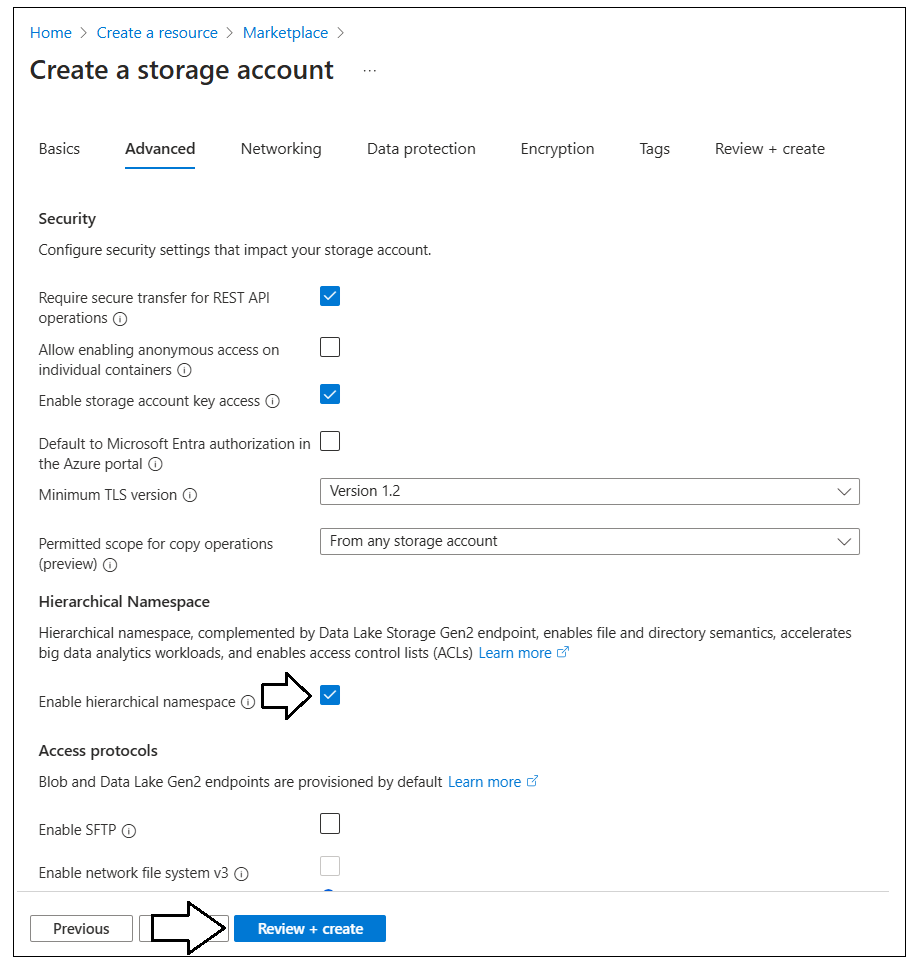 Home > Create a resource > Marketplace >
Create a storage account ...
Basics Advanced Networking Data protection Encryption Tags Review + create
Security
Configure security settings that impact your storage account.
Require secure transfer for REST API
operations
Allow enabling anonymous access on
individual containers
Enable storage account key access
Default to Microsoft Entra authorization in
the Azure portal
Minimum TLS version
Version 1.2
Permitted scope for copy operations
(preview)
From any storage account
Hierarchical Namespace
Hierarchical namespace, complemented by Data Lake Storage Gen2 endpoint, enables file and directory semantics, accelerates
big data analytics workloads, and enables access control lists (ACLs) Learn more
Enable hierarchical namespace
Access protocols
Blob and Data Lake Gen2 endpoints are provisioned by default Learn more
Enable SFTP
Enable network file system v3
Previous Review + create